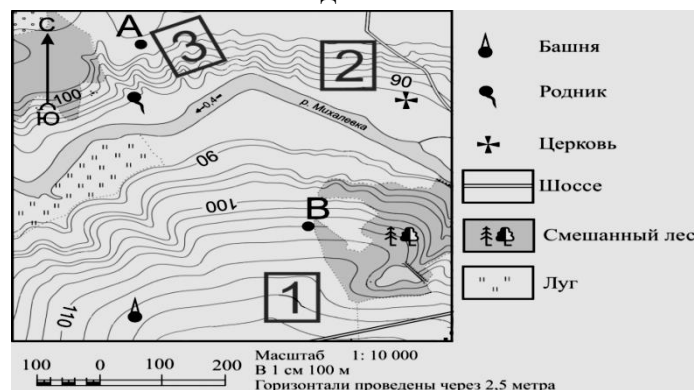 С
А
3
2
100
Ю
90
0,4
р. Михалевка
90
100
В
1
110
Башня
Родник
Церковь
Шоссе
Смешанный лес
Луг
100 0 100 200
Масштаб 1: 10 000
В 1 см 100 м
Горизонтали проведены через 2,5 метра